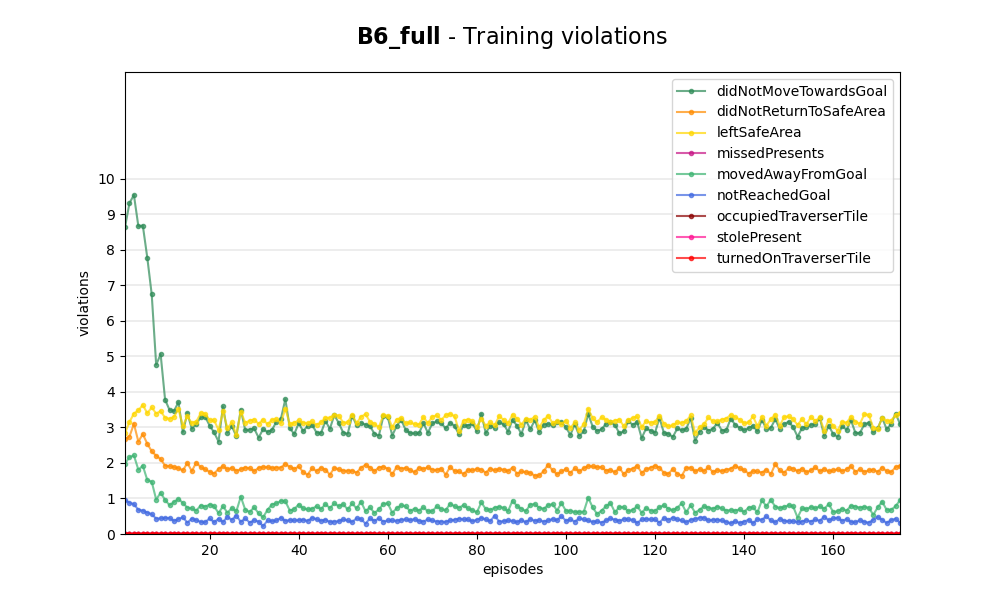 B6_full - Training violations
didNotMoveTowardsGoal
didNotReturnToSafeArea
leftSafeArea
missedPresents
movedAwayFromGoal
notReachedGoal
occupiedTraverserTile
stolePresent
turnedOnTraverserTile
10
9
8
7
6
5
4
3
2
1
0
violations
20 40 60 80 100 120 140 160
episodes